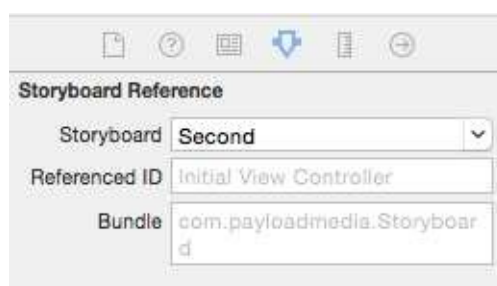 Storyboard Reference
Storyboard Second
Referenced ID Initial View Controller
Bundle com.payloadmedia.Storyboar
d